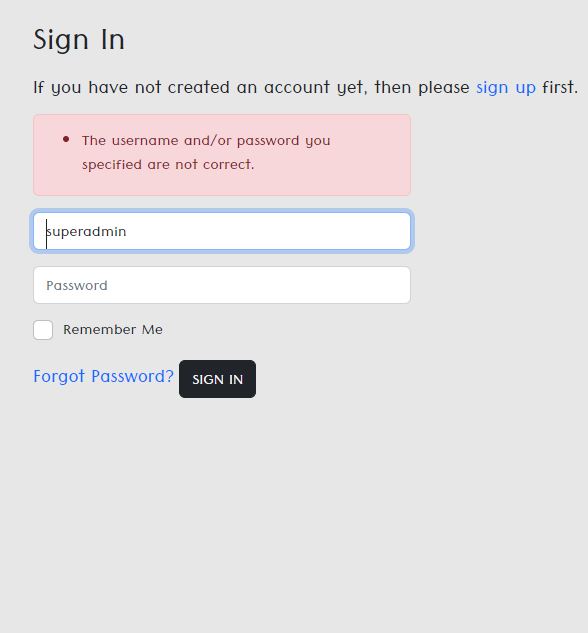 Sign In
If you have not created an account yet, then please sign up first.
The username and/or password you
specified are not correct.
superadmin
Password
Remember Me
Forgot Password? SIGN IN